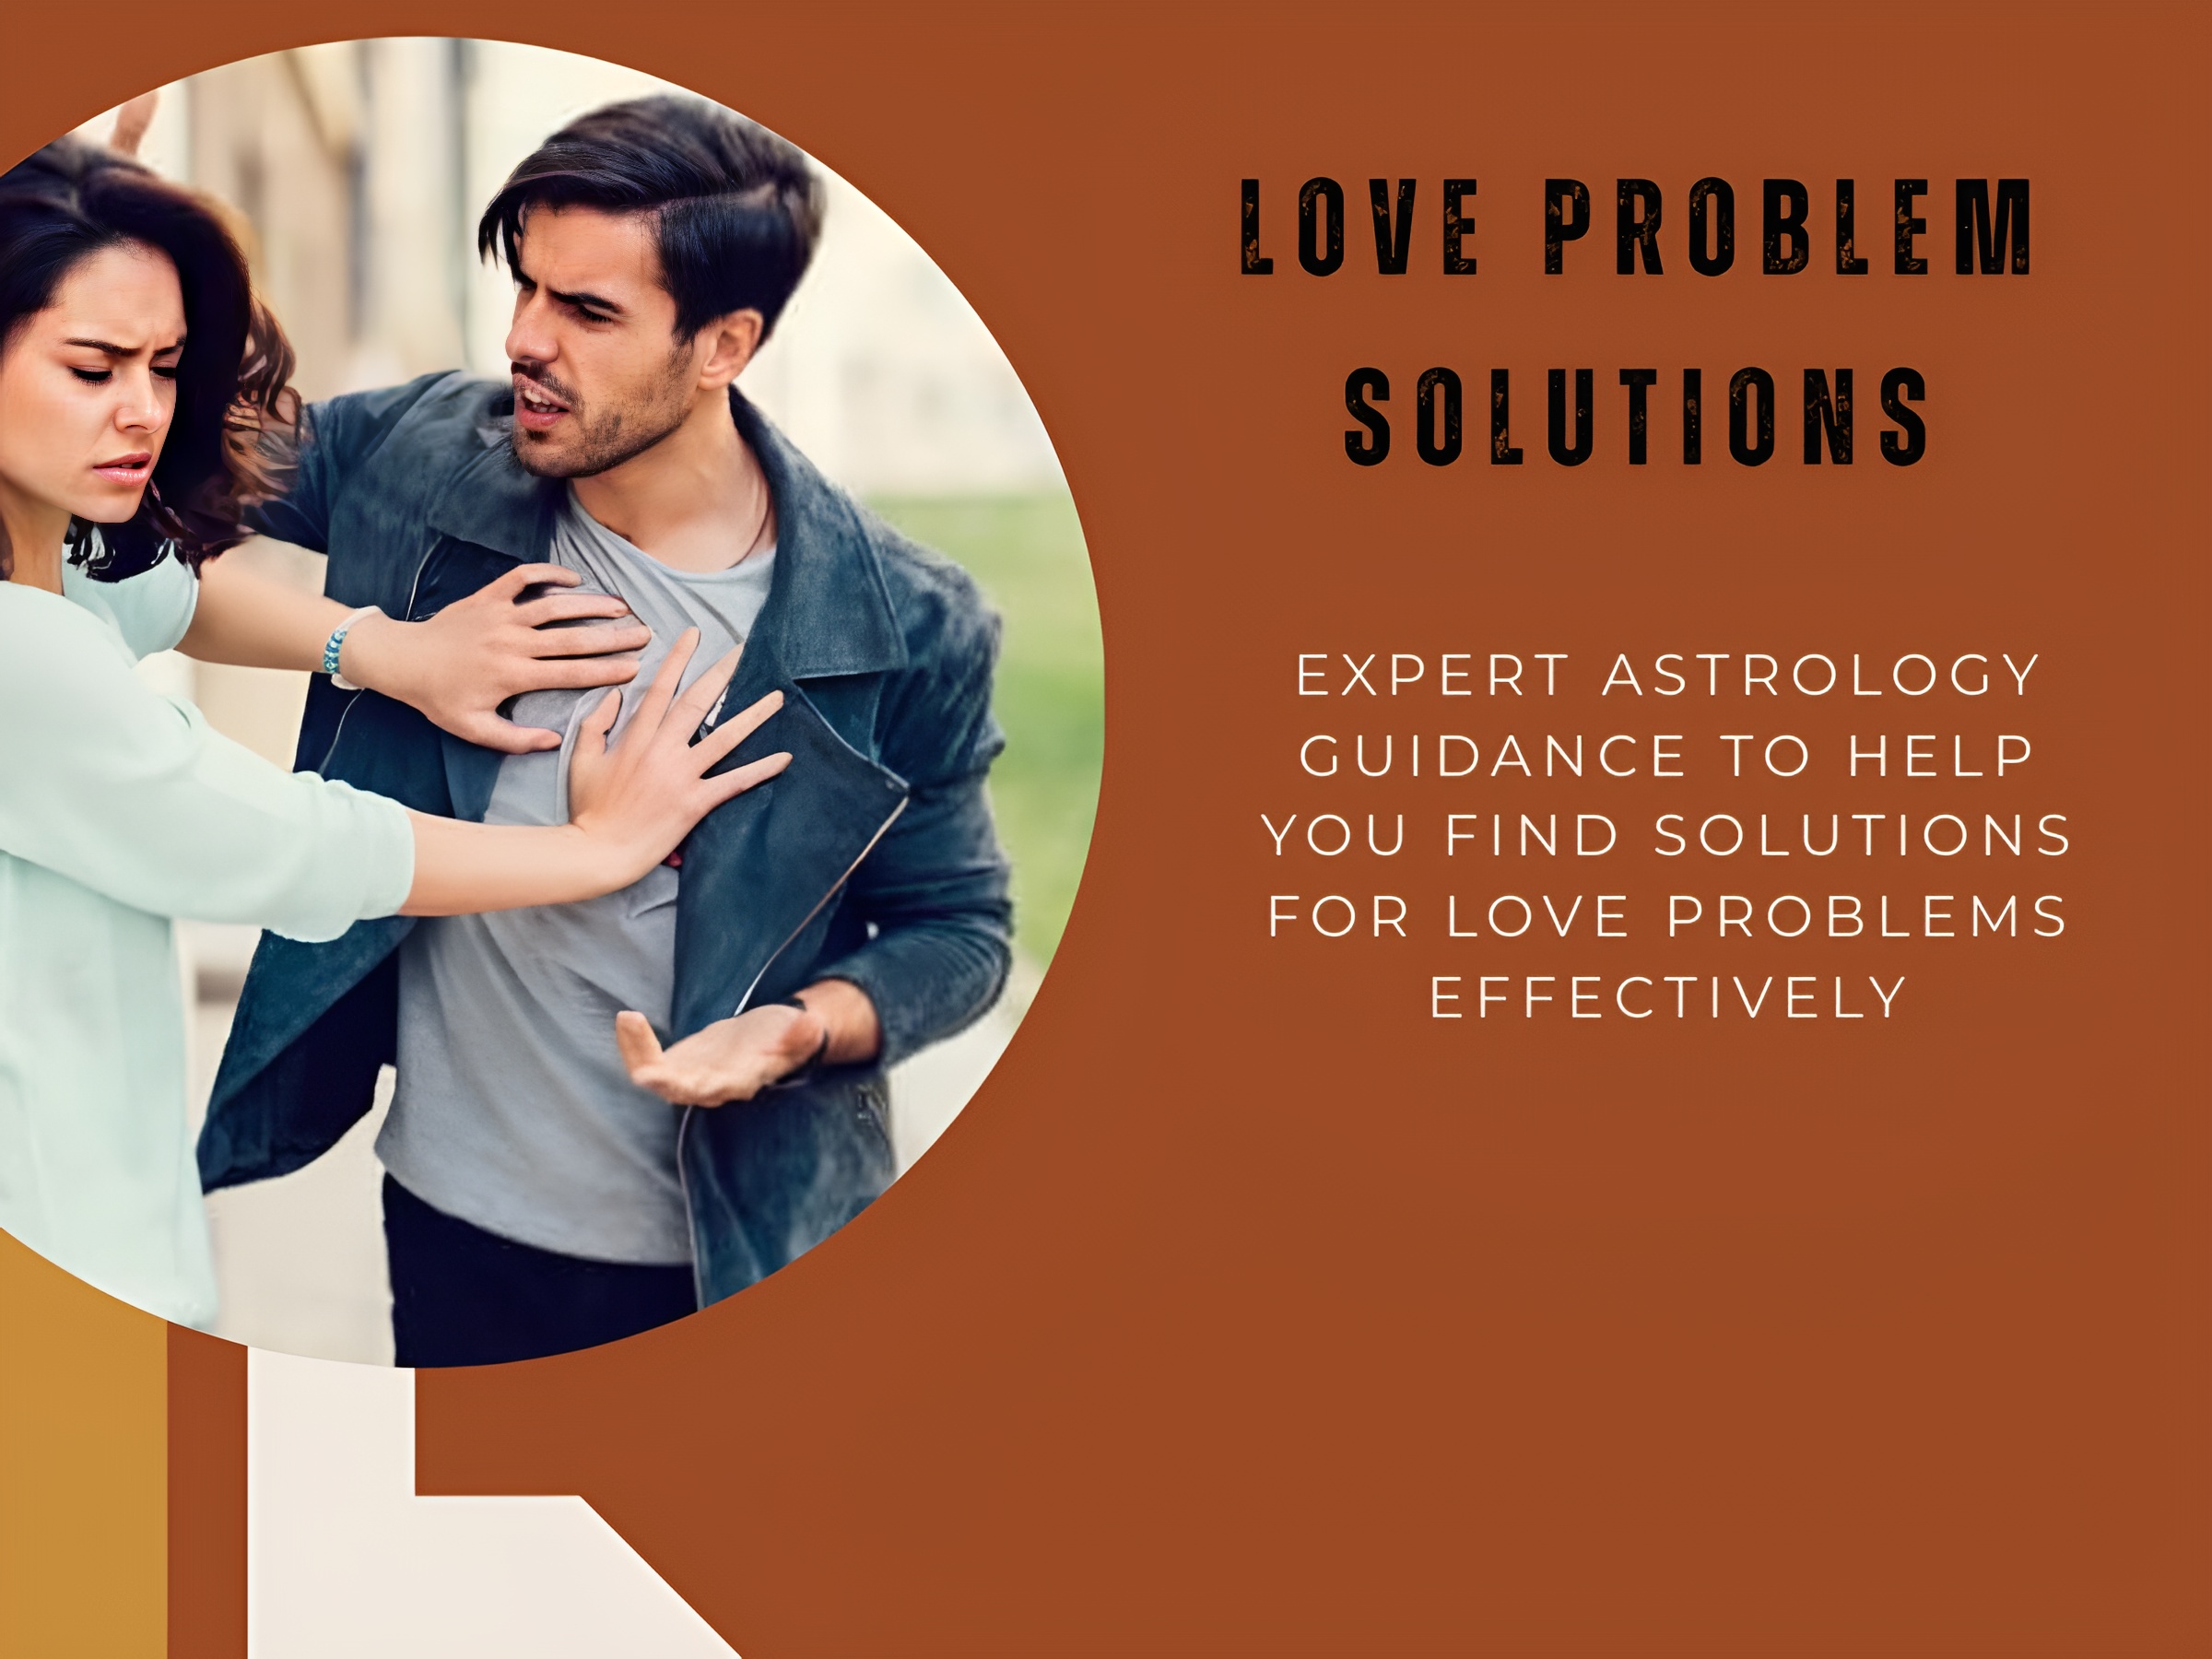 LOVE PROBLEM
SOLUTIONS
EXPERT ASTROLOGY
GUIDANCE TO HELP
YOU FIND SOLUTIONS
FOR LOVE PROBLEMS
EFFECTIVELY